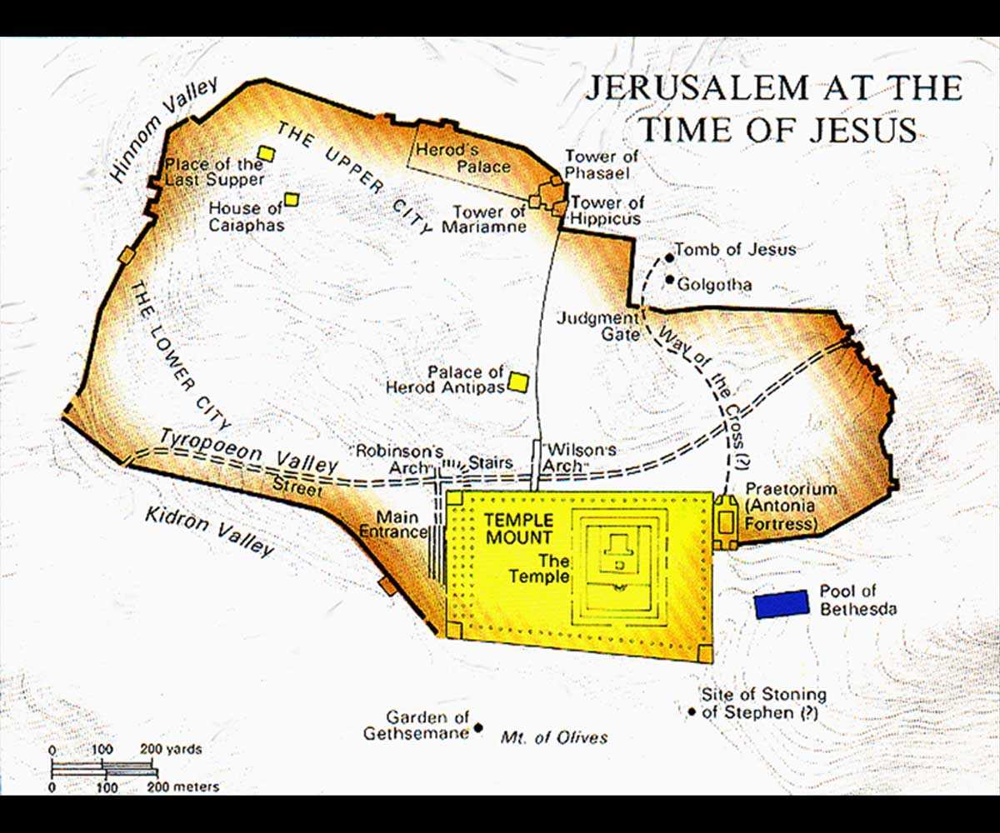 JERUSALEM AT THE
TIME OF JESUS
Hinnom Valley
Place of the
Last Supper
THE UPPER CITY
House of
Caiaphas
Herod's
Palace
Tower of
Phasael
Tower of
Mariamne
Tower of
Hippicus
Tomb of Jesus
Golgotha
Judgment
Gate
Way of the Cross (?)
THE LOWER CITY
Palace of
Herod Antipas
Tyropoeon Valley
Street
"Robinson's
Arch"
Stairs
"Wilson's
Arch"
Kidron Valley
Main
Entrance
TEMPLE
MOUNT
The
Temple
Praetorium
(Antonia
Fortress)
Pool of
Bethesda
Site of Stoning
of Stephen (?)
Garden of
Gethsemane
Mt. of Olives
0 100 200 yards
0 100 200 meters